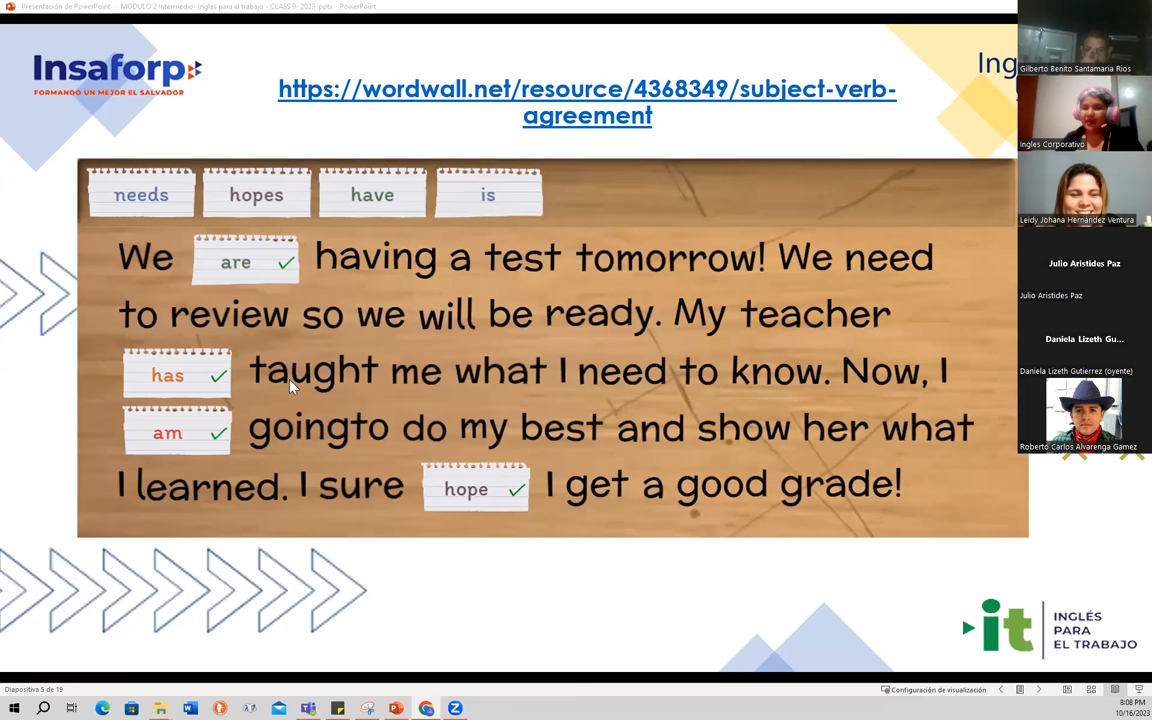 Presentación de PowerPoint - MODULO 2 Intermedio- Ingles para el trabajo - CLASS 9- 2023 .ppts - PowerPoint
Insaforp
FORMANDO UN MEJOR EL SALVADOR
https://wordwall.net/resource/4368349/subject-verb-
agreement
Ing
needs hopes have is
We are ✓ having a test tomorrow! We need
to review so we will be ready. My teacher
has ✓ taught me what I need to know. Now, I
am ✓ goingto do my best and show her what
I learned. I sure hope ✓ I get a good grade!
Gilberto Benito Santamaria Rios
Ingles Corporativo
Leidy Johana Hernández Ventura
Julio Aristides Paz
Julio Aristides Paz
Daniela Lizeth Gu...
Daniela Lizeth Gutierrez (oyente)
Roberto Carlos Alvarenga Gamez
it
INGLÉS
PARA
EL TRABAJO
Diapositiva 5 de 19
Configuración de visualización
8:08 PM
10/16/2023